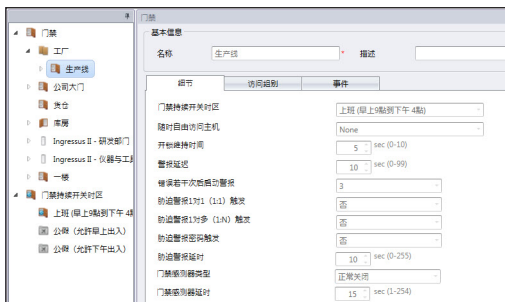 门禁
门禁
工厂
生产线
公司大门
货仓
库房
Ingressus II - 研发部门
Ingressus II - 仪器与工
一楼
门禁持续开关时区
上班 (早上9點到下午 4
公假 (允許早上出入)
公假 (允許下午出入)
基本信息
名称 生产线 * 描述
细节 访问组别 事件
门禁持续开关时区 上班 (早上9點到下午 4點)
随时自由访问主机 None
开锁维持时间 5 sec (0-10)
警报延迟 10 sec (0-99)
错误若干次后启动警报 3
胁迫警报1对1 (1:1) 触发 否
胁迫警报1对多 (1:N) 触发 否
胁迫警报密码触发 否
胁迫警报延时 10 sec (0-255)
门禁感测器类型 正常关闭
门禁感测器延时 15 sec (1-254)